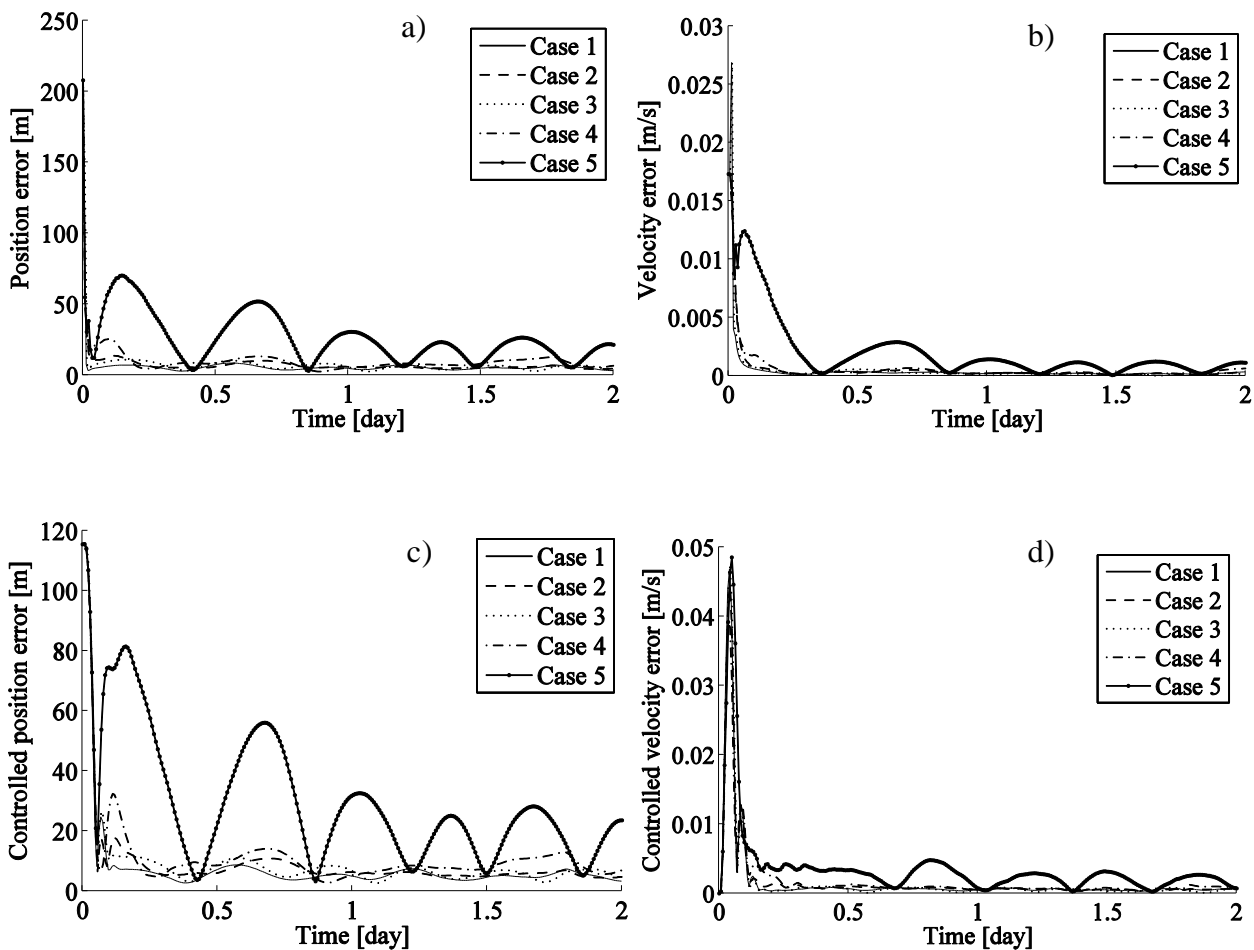 a)
Position error [m]
250
200
150
100
50
0
0 0.5 1 1.5 2
Time [day]
Case 1
Case 2
Case 3
Case 4
Case 5
b)
Velocity error [m/s]
0.03
0.025
0.02
0.015
0.01
0.005
0
0 0.5 1 1.5 2
Time [day]
Case 1
Case 2
Case 3
Case 4
Case 5
c)
Controlled position error [m]
120
100
80
60
40
20
0
0 0.5 1 1.5 2
Time [day]
Case 1
Case 2
Case 3
Case 4
Case 5
d)
Controlled velocity error [m/s]
0.05
0.04
0.03
0.02
0.01
0
0 0.5 1 1.5 2
Time [day]
Case 1
Case 2
Case 3
Case 4
Case 5